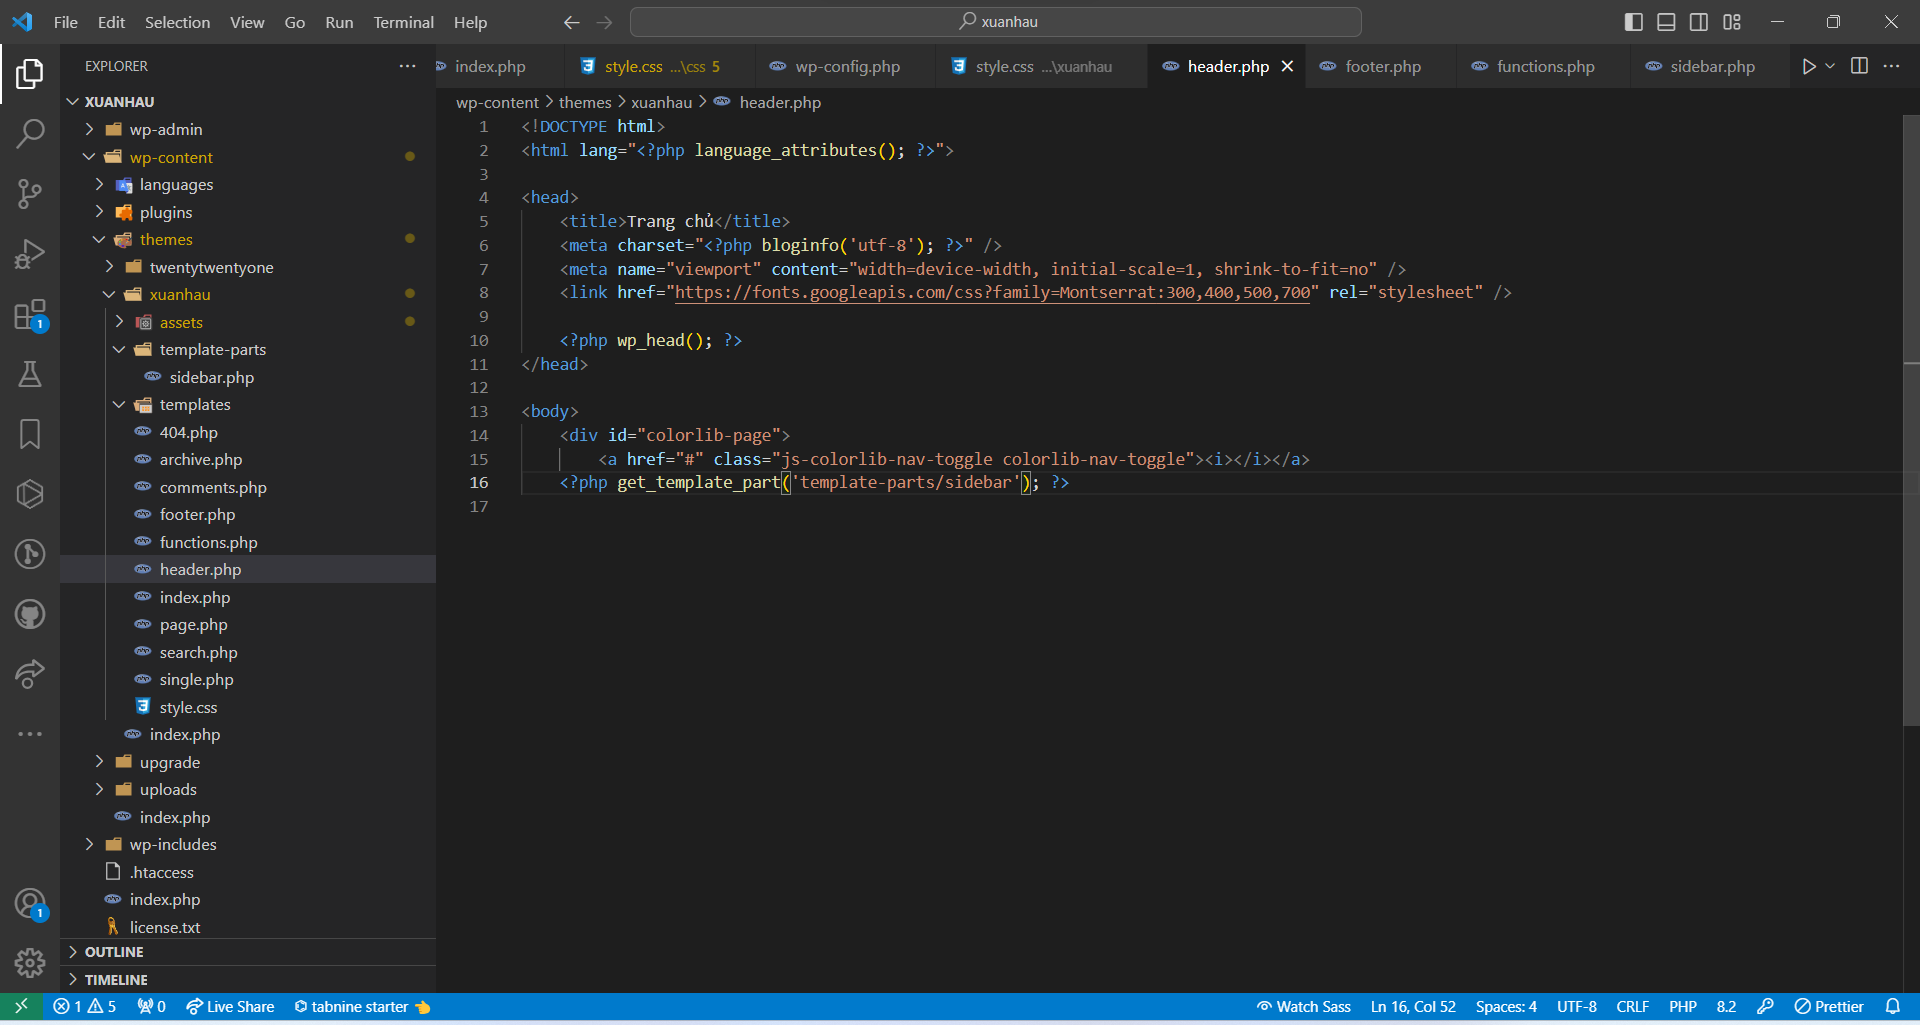 File Edit Selection View Go Run Terminal Help
xuanhau
EXPLORER
XUANHAU
wp-admin
wp-content
languages
plugins
themes
twentytwentyone
xuanhau
assets
template-parts
sidebar.php
templates
404.php
archive.php
comments.php
footer.php
functions.php
header.php
index.php
page.php
search.php
single.php
style.css
index.php
upgrade
uploads
index.php
wp-includes
.htaccess
index.php
license.txt
OUTLINE
TIMELINE
1
1
index.php style.css ...\css 5 wp-config.php style.css ...\xuanhau header.php footer.php functions.php sidebar.php
wp-content > themes > xuanhau > header.php
1 <!DOCTYPE html>
2 <html lang="<?php language_attributes(); ?>">
3
4 <head>
5 <title>Trang chủ</title>
6 <meta charset="<?php bloginfo('utf-8'); ?>" />
7 <meta name="viewport" content="width=device-width, initial-scale=1, shrink-to-fit=no" />
8 <link href="https://fonts.googleapis.com/css?family=Montserrat:300,400,500,700" rel="stylesheet" />
9
10 <?php wp_head(); ?>
11 </head>
12
13 <body>
14 <div id="colorlib-page">
15 <a href="#" class="js-colorlib-nav-toggle colorlib-nav-toggle"><i></i></a>
16 <?php get_template_part('template-parts/sidebar'); ?>
17
1 5 0 Live Share tabnine starter Watch Sass Ln 16, Col 52 Spaces: 4 UTF-8 CRLF PHP 8.2 Prettier